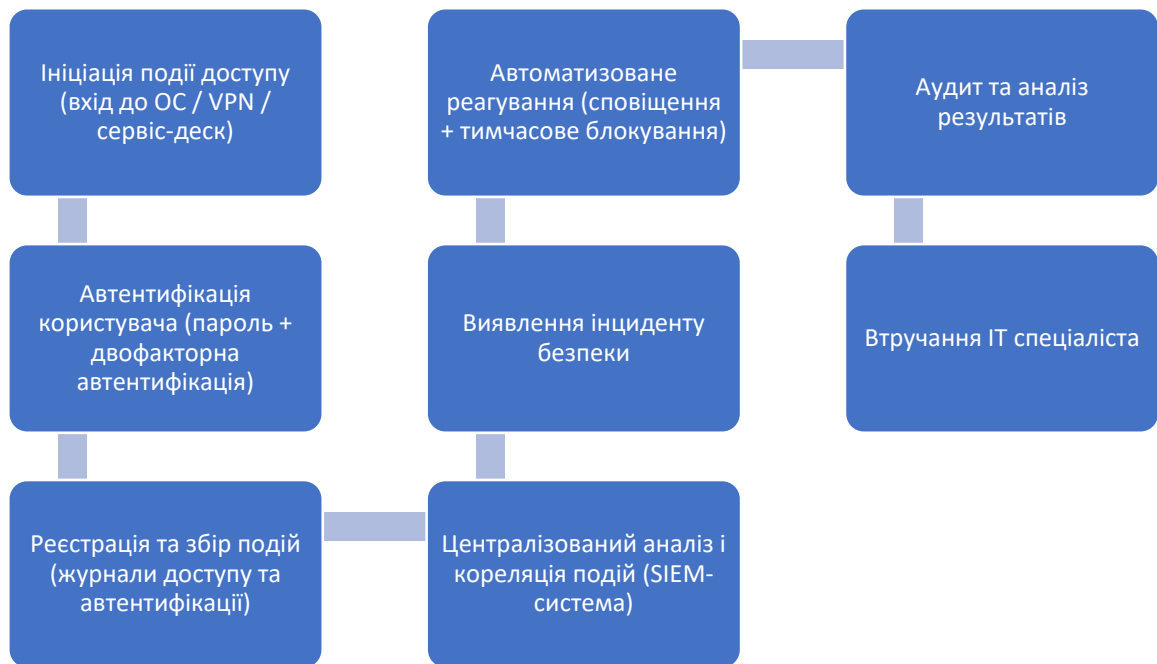 Ініціація події доступу
(вхід до ОС / VPN /
сервіс-деск)
Автентифікація
користувача (пароль +
двофакторна
автентифікація)
Реєстрація та збір подій
(журнали доступу та
автентифікації)
Централізований аналіз і
кореляція подій (SIEM-
система)
Виявлення інциденту
безпеки
Автоматизоване
реагування (сповіщення
+ тимчасове блокування)
Аудит та аналіз
результатів
Втручання ІТ спеціаліста